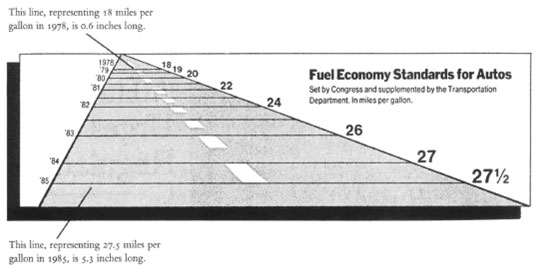 This line, representing 18 miles per
gallon in 1978, is 0.6 inches long.
Fuel Economy Standards for Autos
Set by Congress and supplemented by the Transportation
Department. In miles per gallon.
1978 18
'79 19
'80 20
'81 22
'82 24
'83 26
'84 27
'85 27½
This line, representing 27.5 miles per
gallon in 1985, is 5.3 inches long.